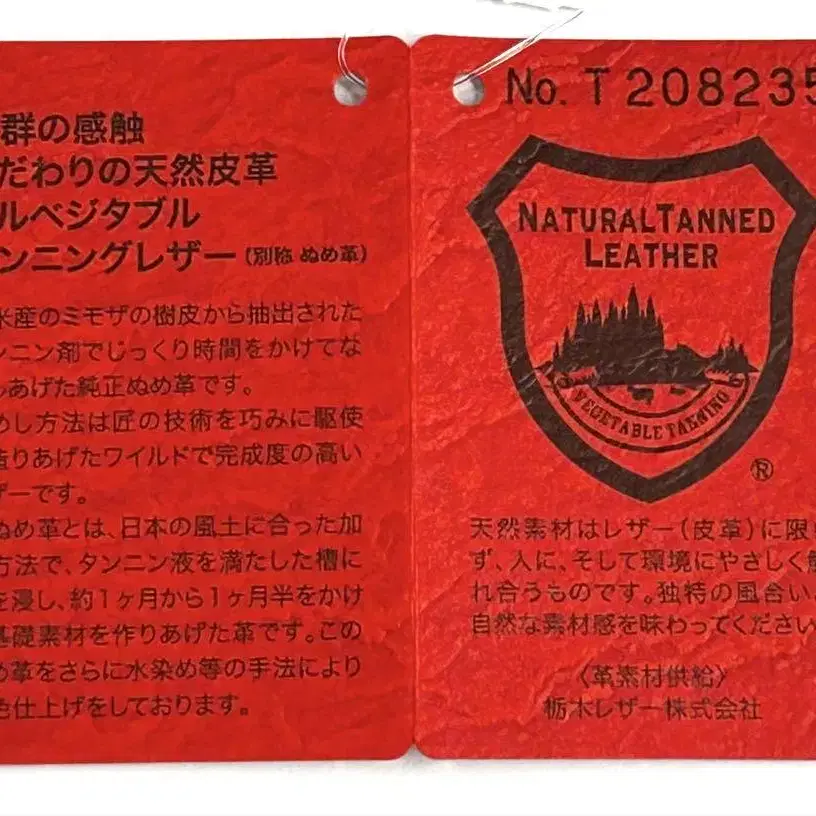 群の感触
だわりの天然皮革
ルベジタブル
ンニングレザー(別称 ぬめ革)
米産のミモザの樹皮から抽出された
ンニン剤でじっくり時間をかけてな
あげた純正ぬめ革です。
めし方法は匠の技術を巧みに駆使
造りあげたワイルドで完成度の高い
ザーです。
ぬめ革とは、日本の風土に合った加
方法で、タンニン液を満たした槽に
を浸し、約1ヶ月から1ヶ月半をかけ
基礎素材を作りあげた革です。この
め革をさらに水染め等の手法により
色仕上げをしております。
No. T 208235
NATURAL TANNED
LEATHER
VEGETABLE TANNING
®
天然素材はレザー(皮革)に限
ず、人に、そして環境にやさしく触
れ合うものです。独特の風合い
自然な素材感を味わってください
〈革素材供給〉
栃木レザー株式会社